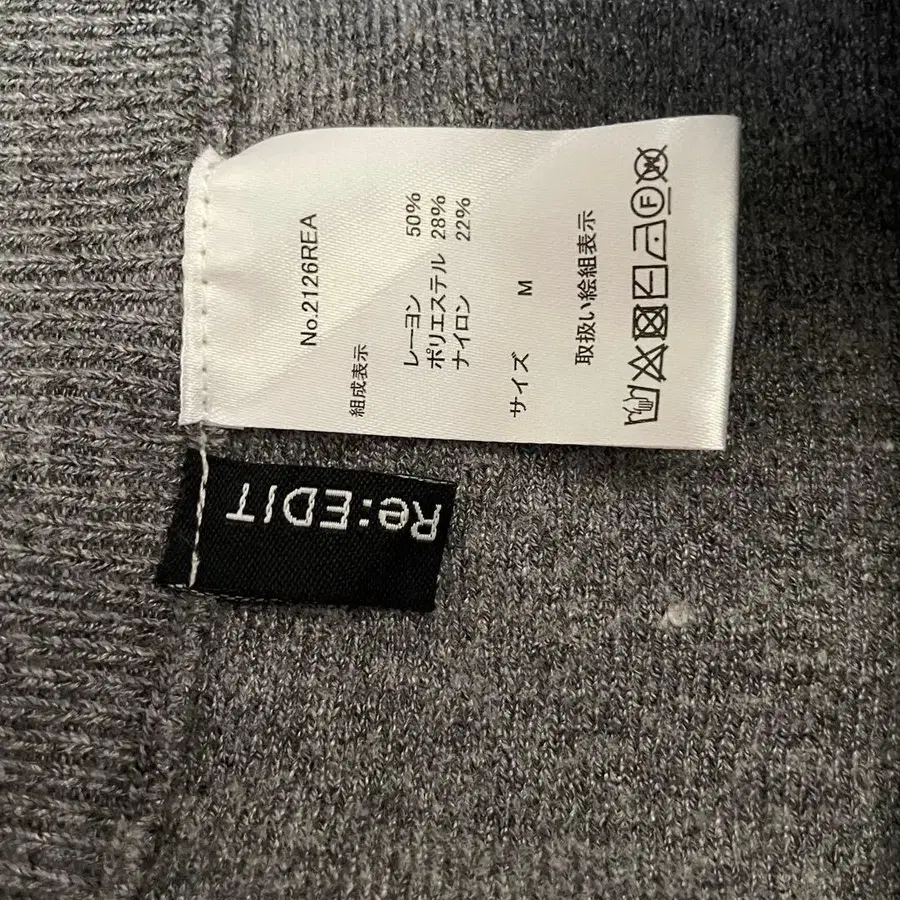 No.2126REA
組成表示
レーヨン 50%
ポリエステル 28%
ナイロン 22%
サイズ M
取扱い絵組表示
F
W
Re:EDIT